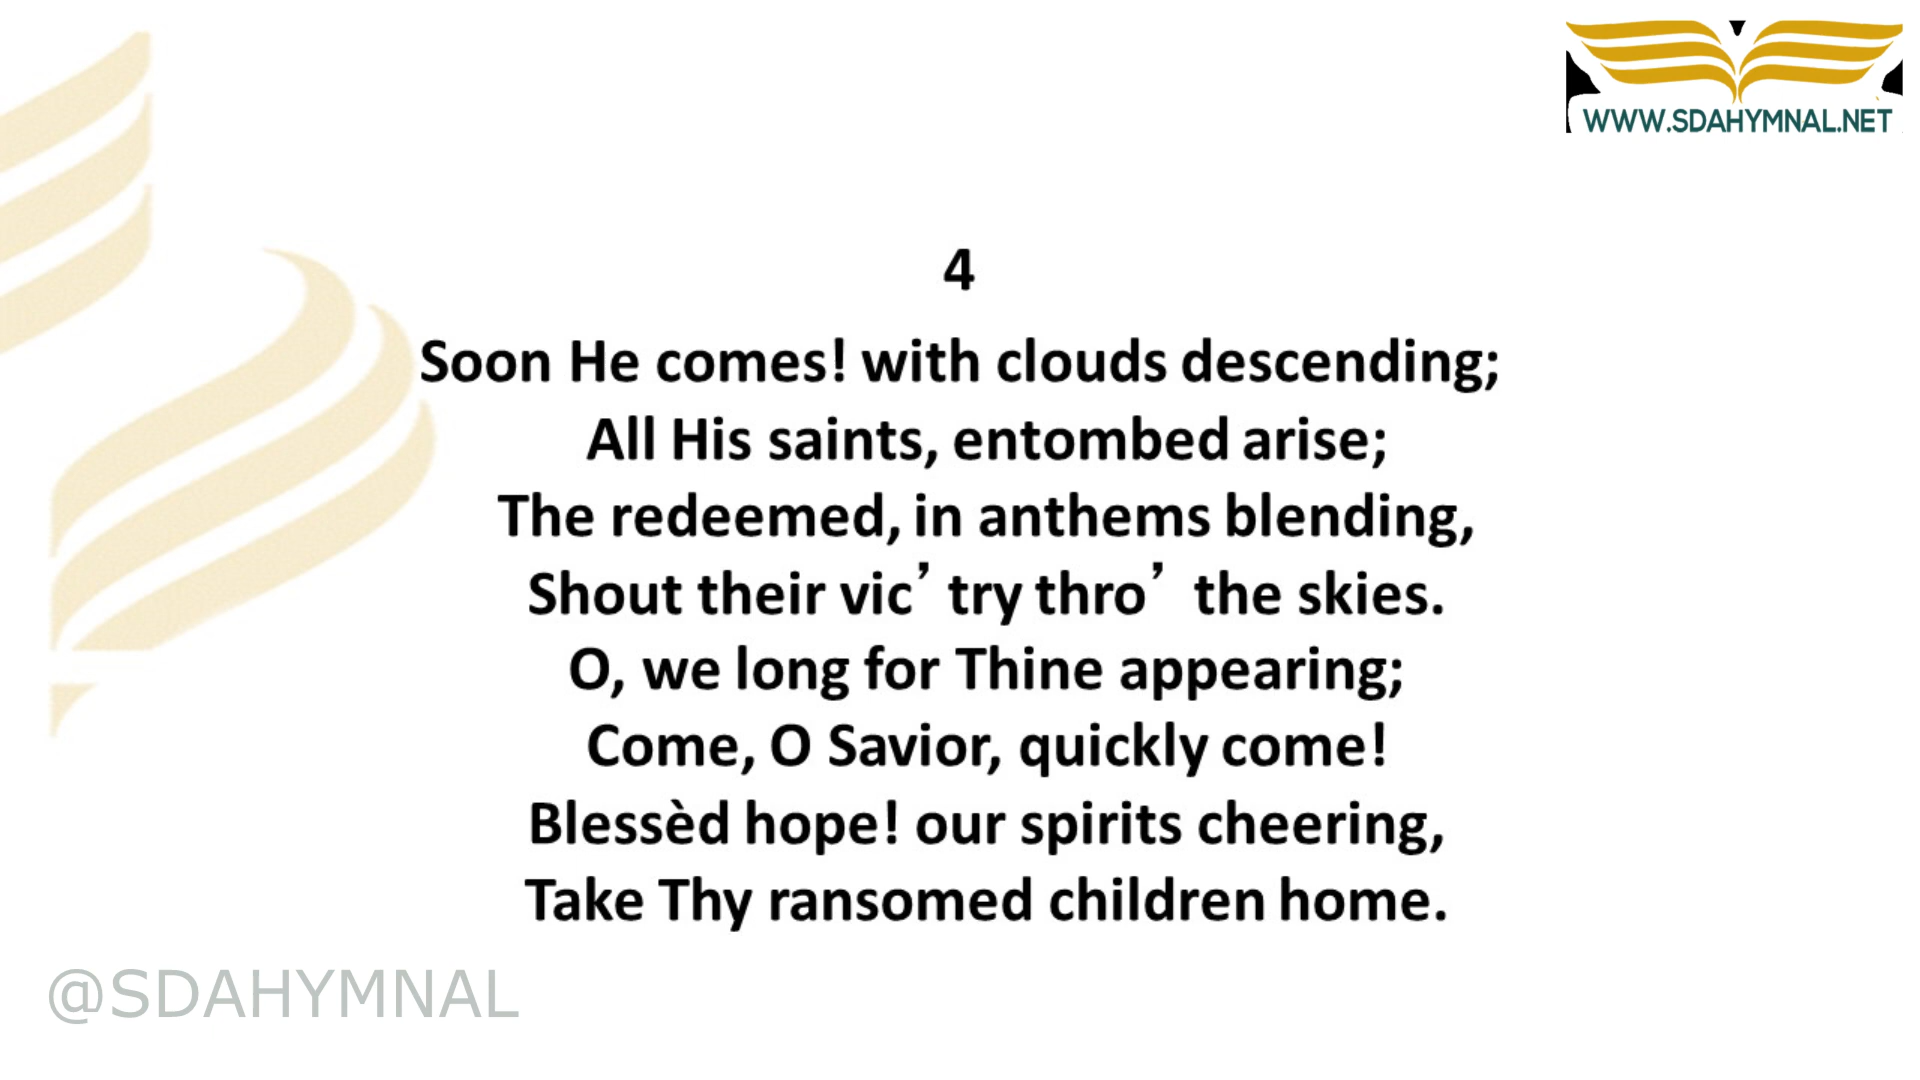 WWW.SDAHYMNAL.NET
4
Soon He comes! with clouds descending;
All His saints, entombed arise;
The redeemed, in anthems blending,
Shout their vic’ try thro’ the skies.
O, we long for Thine appearing;
Come, O Savior, quickly come!
Blessèd hope! our spirits cheering,
Take Thy ransomed children home.
@SDAHYMNAL